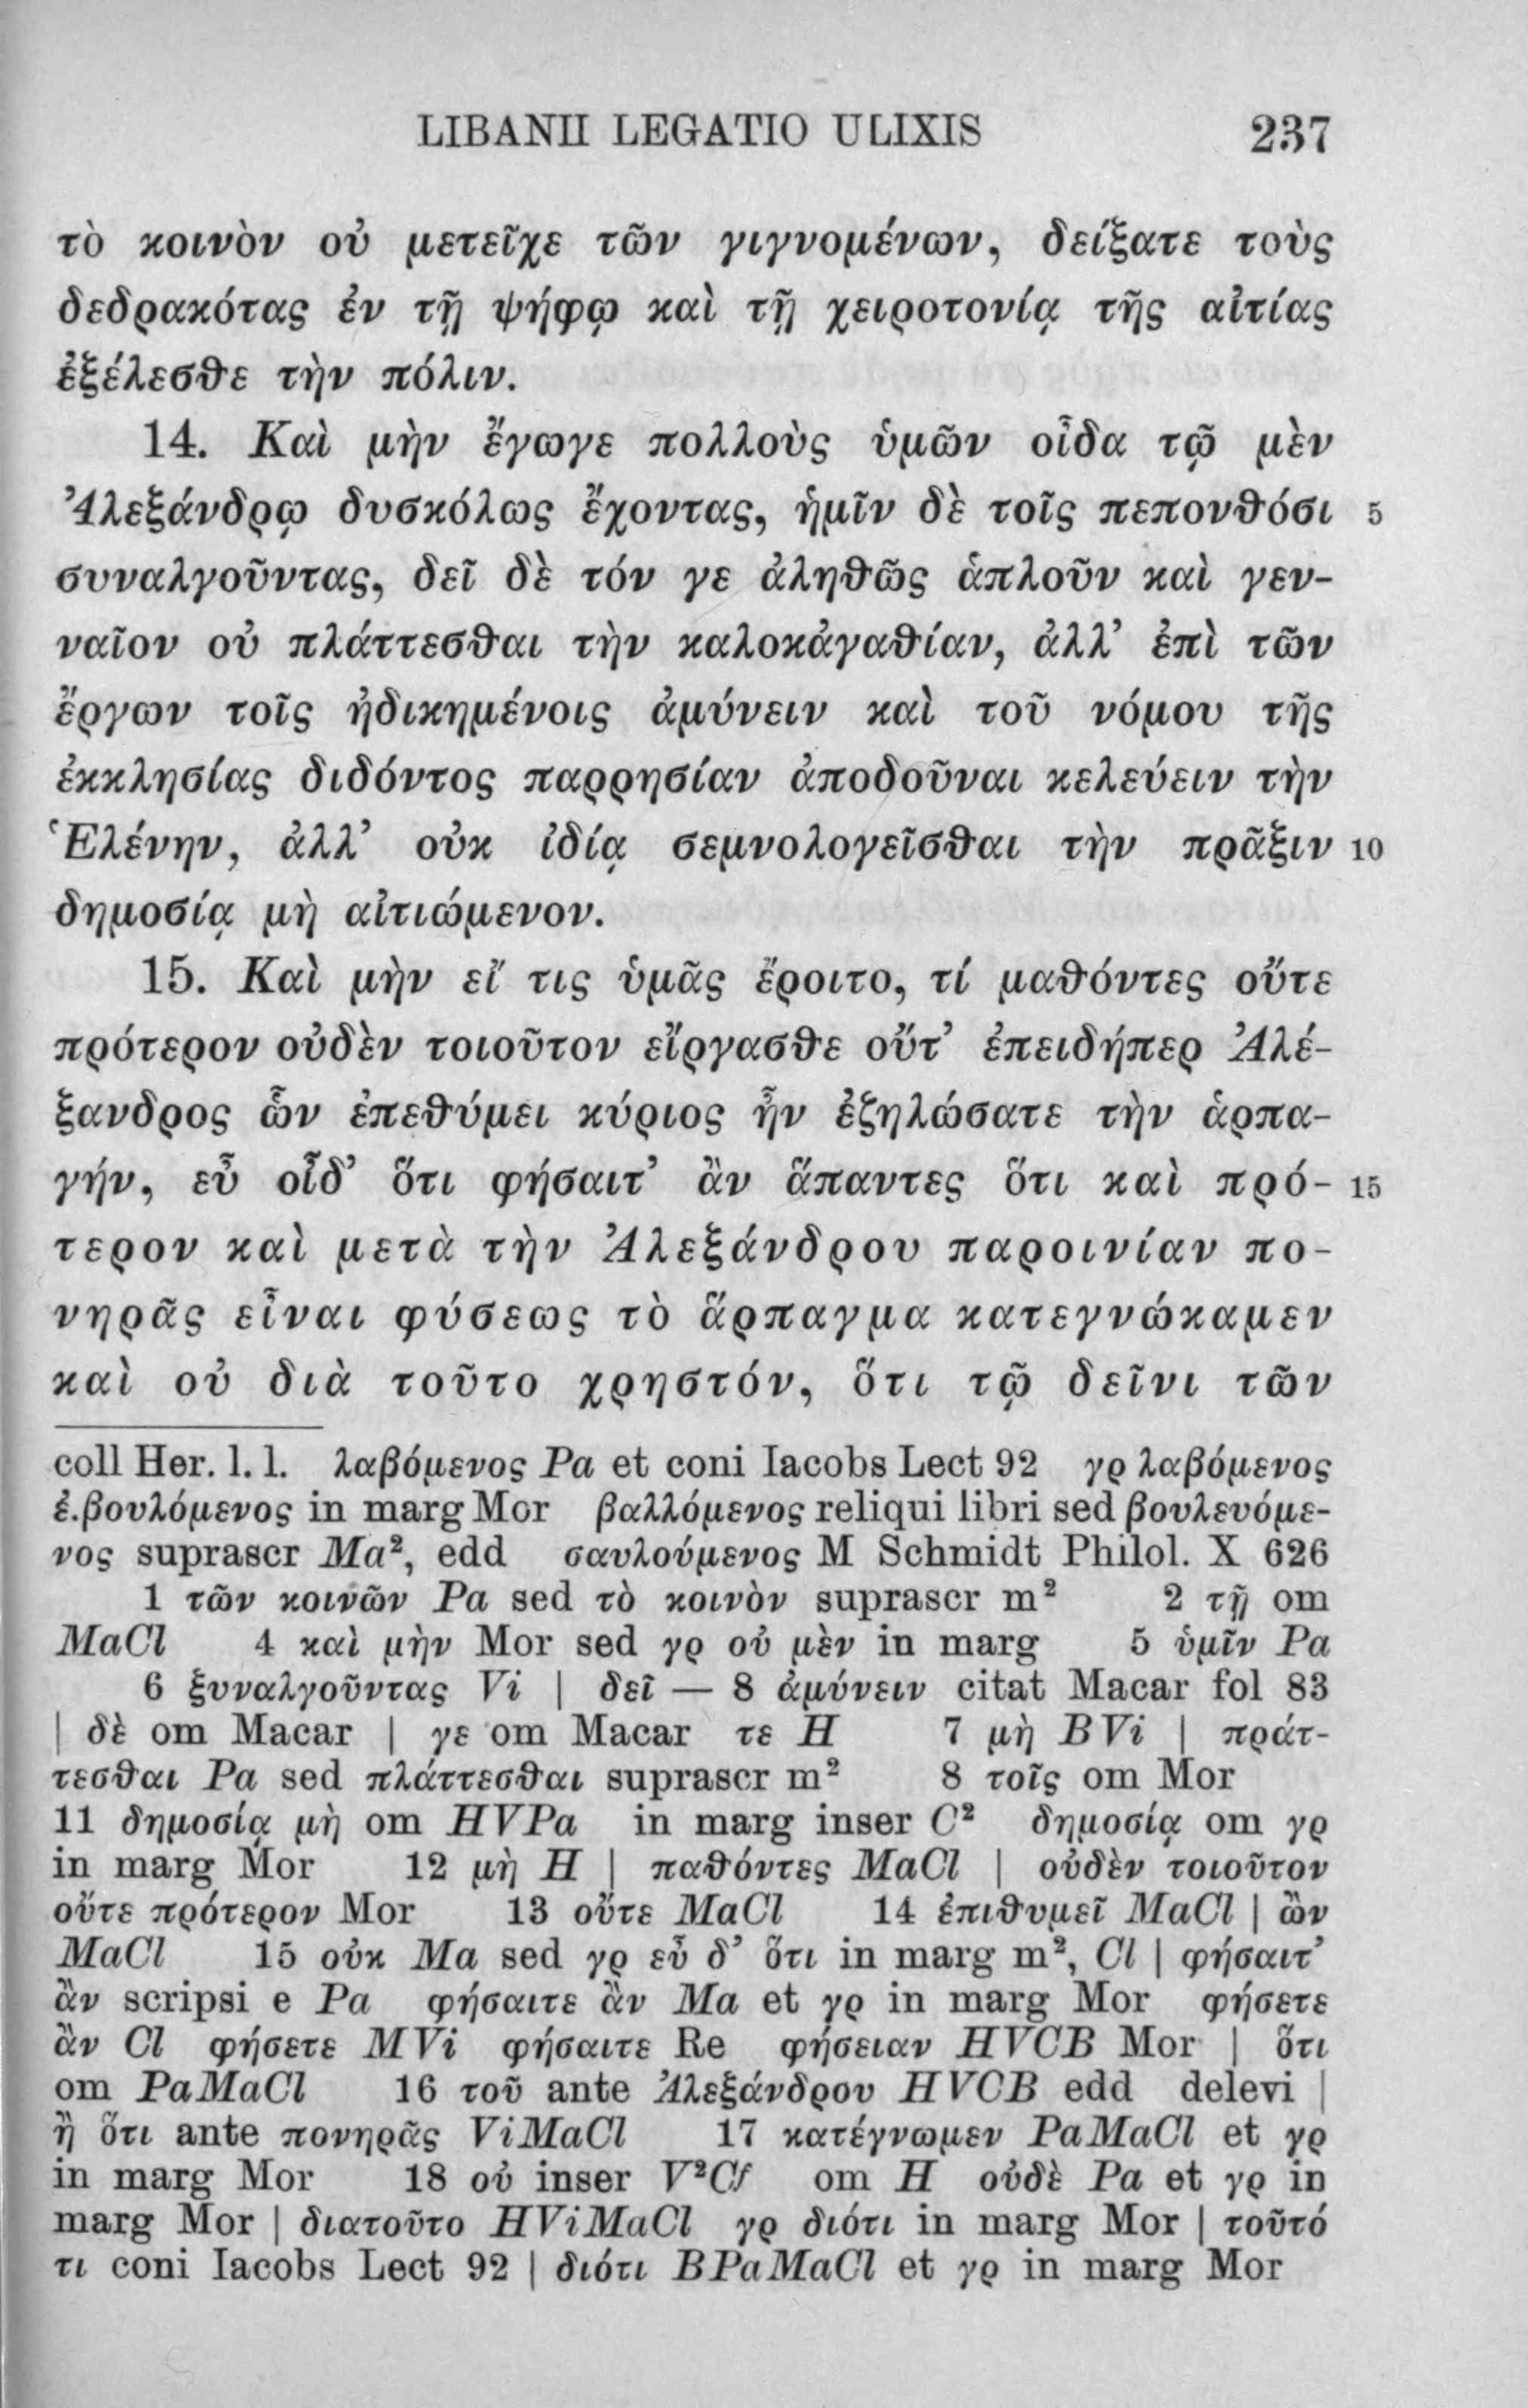 LIBANII LEGATIO ULIXIS 237
τὸ κοινὸν οὐ μετεῖχε τῶν γιγνομένων, δείξατε τοὺς
δεδρακότας ἐν τῇ ψήφῳ καὶ τῇ χειροτονίᾳ τῆς αἰτίας
ἐξέλεσθε τὴν πόλιν.
14. Καὶ μὴν ἔγωγε πολλοὺς ὑμῶν οἶδα τῷ μὲν
Ἀλεξάνδρῳ δυσκόλως ἔχοντας, ἡμῖν δὲ τοῖς πεπονθόσι 5
συναλγοῦντας, δεῖ δὲ τόν γε ἀληθῶς ἁπλοῦν καὶ γεν-
ναῖον οὐ πλάττεσθαι τὴν καλοκἀγαθίαν, ἀλλ’ ἐπὶ τῶν
ἔργων τοῖς ἠδικημένοις ἀμύνειν καὶ τοῦ νόμου τῆς
ἐκκλησίας διδόντος παρρησίαν ἀποδοῦναι κελεύειν τὴν
Ἑλένην, ἀλλ’ οὐκ ἰδίᾳ σεμνολογεῖσθαι τὴν πρᾶξιν 10
δημοσίᾳ μὴ αἰτιώμενον.
15. Καὶ μὴν εἴ τις ὑμᾶς ἔροιτο, τί μαθόντες οὔτε
πρότερον οὐδὲν τοιοῦτον εἴργασθε οὔτ’ ἐπειδήπερ Ἀλέ-
ξανδρος ὧν ἐπεθύμει κύριος ἦν ἐζηλώσατε τὴν ἁρπα-
γήν, εὖ οἶδ’ ὅτι φήσαιτ’ ἂν ἅπαντες ὅτι καὶ πρό- 15
τερον καὶ μετὰ τὴν Ἀλεξάνδρου παροινίαν πο-
νηρᾶς εἶναι φύσεως τὸ ἅρπαγμα κατεγνώκαμεν
καὶ οὐ διὰ τοῦτο χρηστόν, ὅτι τῷ δεῖνι τῶν
coll Her. l. l. λαβόμενος Pa et coni Iacobs Lect 92 γρ λαβόμενος
ἐ.βουλόμενος in marg Mor βαλλόμενος reliqui libri sed βουλευόμε-
νος suprascr Ma², edd σαυλούμενος M Schmidt Philol. X 626
1 τῶν κοινῶν Pa sed τὸ κοινὸν suprascr m² 2 τῇ om
MaCl 4 καὶ μὴν Mor sed γρ οὐ μὲν in marg 5 ὑμῖν Pa
6 ξυναλγοῦντας Vi | δεῖ — 8 ἀμύνειν citat Macar fol 83
| δὲ om Macar | γε om Macar τε H 7 μὴ BVi | πράτ-
τεσθαι Pa sed πλάττεσθαι suprascr m² 8 τοῖς om Mor
11 δημοσίᾳ μὴ om HVPa in marg inser C² δημοσίᾳ om γρ
in marg Mor 12 μὴ H | παθόντες MaCl | οὐδὲν τοιοῦτον
οὔτε πρότερον Mor 13 οὔτε MaCl 14 ἐπιθυμεῖ MaCl | ὢν
MaCl 15 οὐκ Ma sed γρ εὖ δ’ ὅτι in marg m², Cl | φήσαιτ’
ἂν scripsi e Pa φήσαιτε ἂν Ma et γρ in marg Mor φήσετε
ἂν Cl φήσετε MVi φήσαιτε Re φήσειαν HVCB Mor | ὅτι
om PaMaCl 16 τοῦ ante Ἀλεξάνδρου HVCB edd delevi |
ἢ ὅτι ante πονηρᾶς ViMaCl 17 κατέγνωμεν PaMaCl et γρ
in marg Mor 18 οὐ inser V²Cf om H οὐδὲ Pa et γρ in
marg Mor | διατοῦτο HViMaCl γρ διότι in marg Mor | τοῦτό
τι coni Iacobs Lect 92 | διότι BPaMaCl et γρ in marg Mor